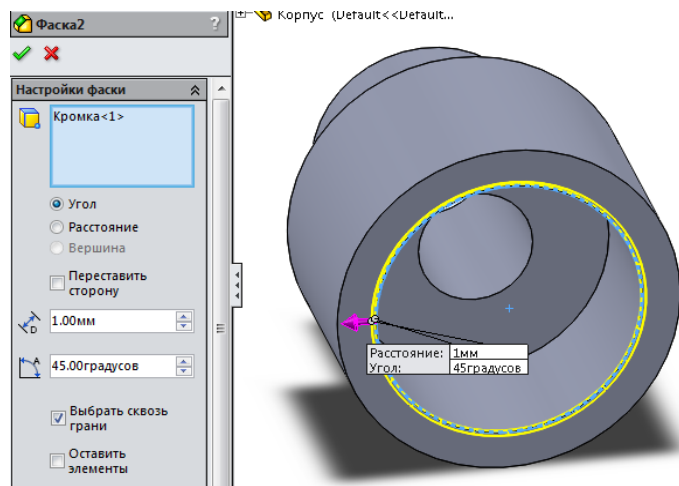 Фаска2
?
Корпус (Default<<Default...
Настройки фаски
Кромка<1>
Угол
Расстояние
Вершина
Переставить
сторону
D
1.00мм
A
45.00градусов
Выбрать сквозь
грани
Оставить
элементы
Расстояние: 1мм
Угол: 45градусов